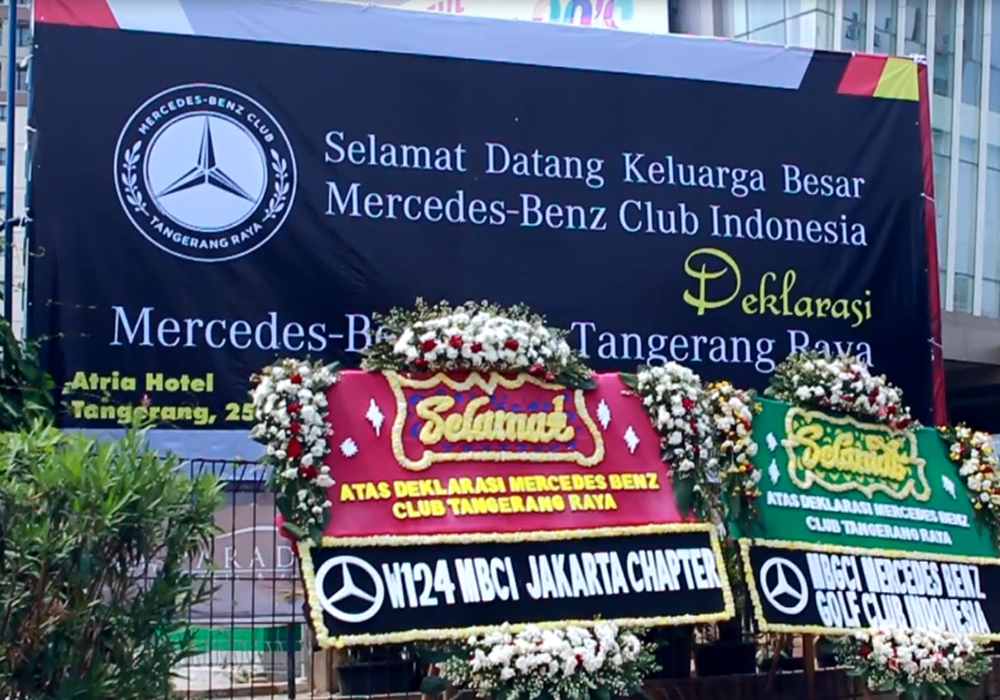 MERCEDES-BENZ CLUB
TANGERANG RAYA
Selamat Datang Keluarga Besar
Mercedes-Benz Club Indonesia
Deklarasi
Tangerang Raya
Atria Hotel
Tangerang, 25
Selamat
ATAS DEKLARASI MERCEDES BENZ
CLUB TANGERANG RAYA
W124 MBCI JAKARTA CHAPTER
Selamat
ATAS DEKLARASI MERCEDES BENZ
CLUB TANGERANG RAYA
MBGCI MERCEDES BENZ
GOLF CLUB INDONESIA